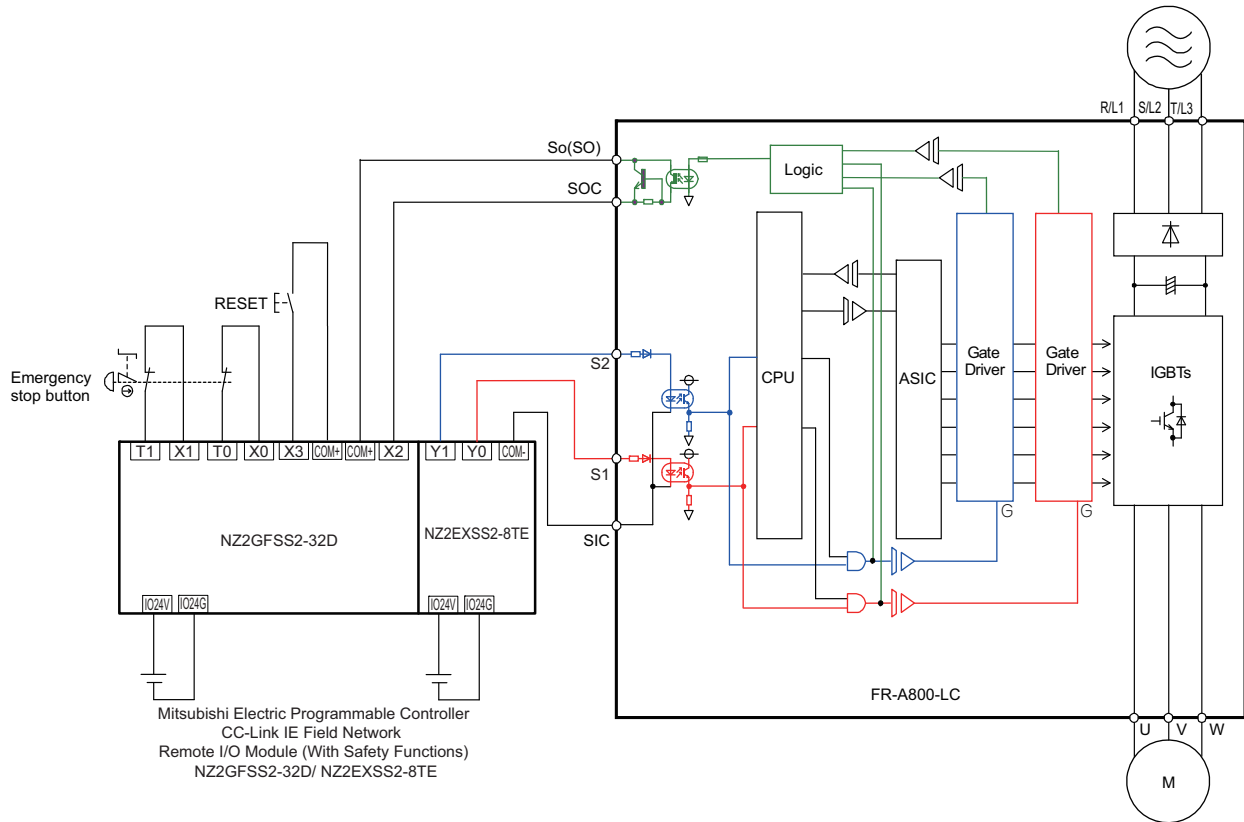 R/L1 S/L2 T/L3
So(SO)
SOC
Logic
RESET
S2
Emergency
stop button
CPU
ASIC
Gate
Driver
Gate
Driver
IGBTs
T1 X1 T0 X0 X3 COM+ COM+ X2 Y1 Y0 COM-
S1
G
G
SIC
NZ2GFSS2-32D
NZ2EXSS2-8TE
IO24V IO24G
IO24V IO24G
FR-A800-LC
Mitsubishi Electric Programmable Controller
CC-Link IE Field Network
Remote I/O Module (With Safety Functions)
NZ2GFSS2-32D/ NZ2EXSS2-8TE
U V W
M